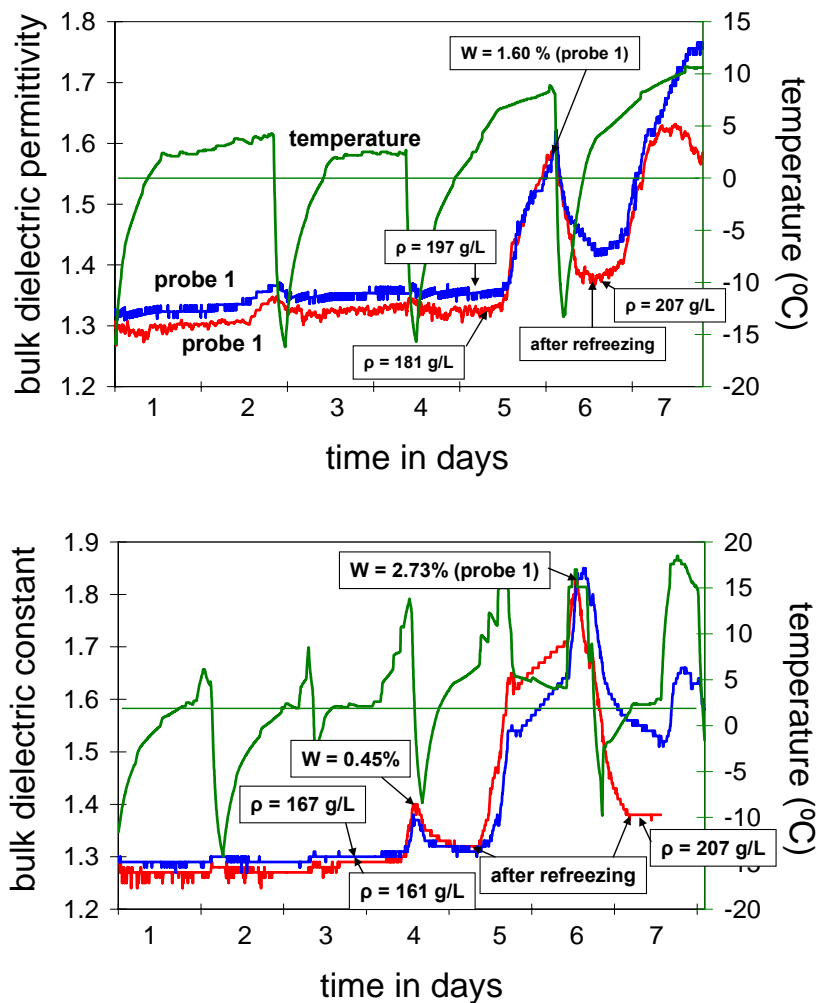 bulk dielectric permittivity
1.8
1.7
1.6
1.5
1.4
1.3
1.2
15
10
5
0
-5
-10
-15
-20
temperature (ºC)
W = 1.60 % (probe 1)
temperature
ρ = 197 g/L
probe 1
probe 1
ρ = 207 g/L
after refreezing
ρ = 181 g/L
1 2 3 4 5 6 7
time in days
bulk dielectric constant
1.9
1.8
1.7
1.6
1.5
1.4
1.3
1.2
20
15
10
5
0
-5
-10
-15
-20
temperature (ºC)
W = 2.73% (probe 1)
W = 0.45%
ρ = 167 g/L
ρ = 207 g/L
after refreezing
ρ = 161 g/L
1 2 3 4 5 6 7
time in days